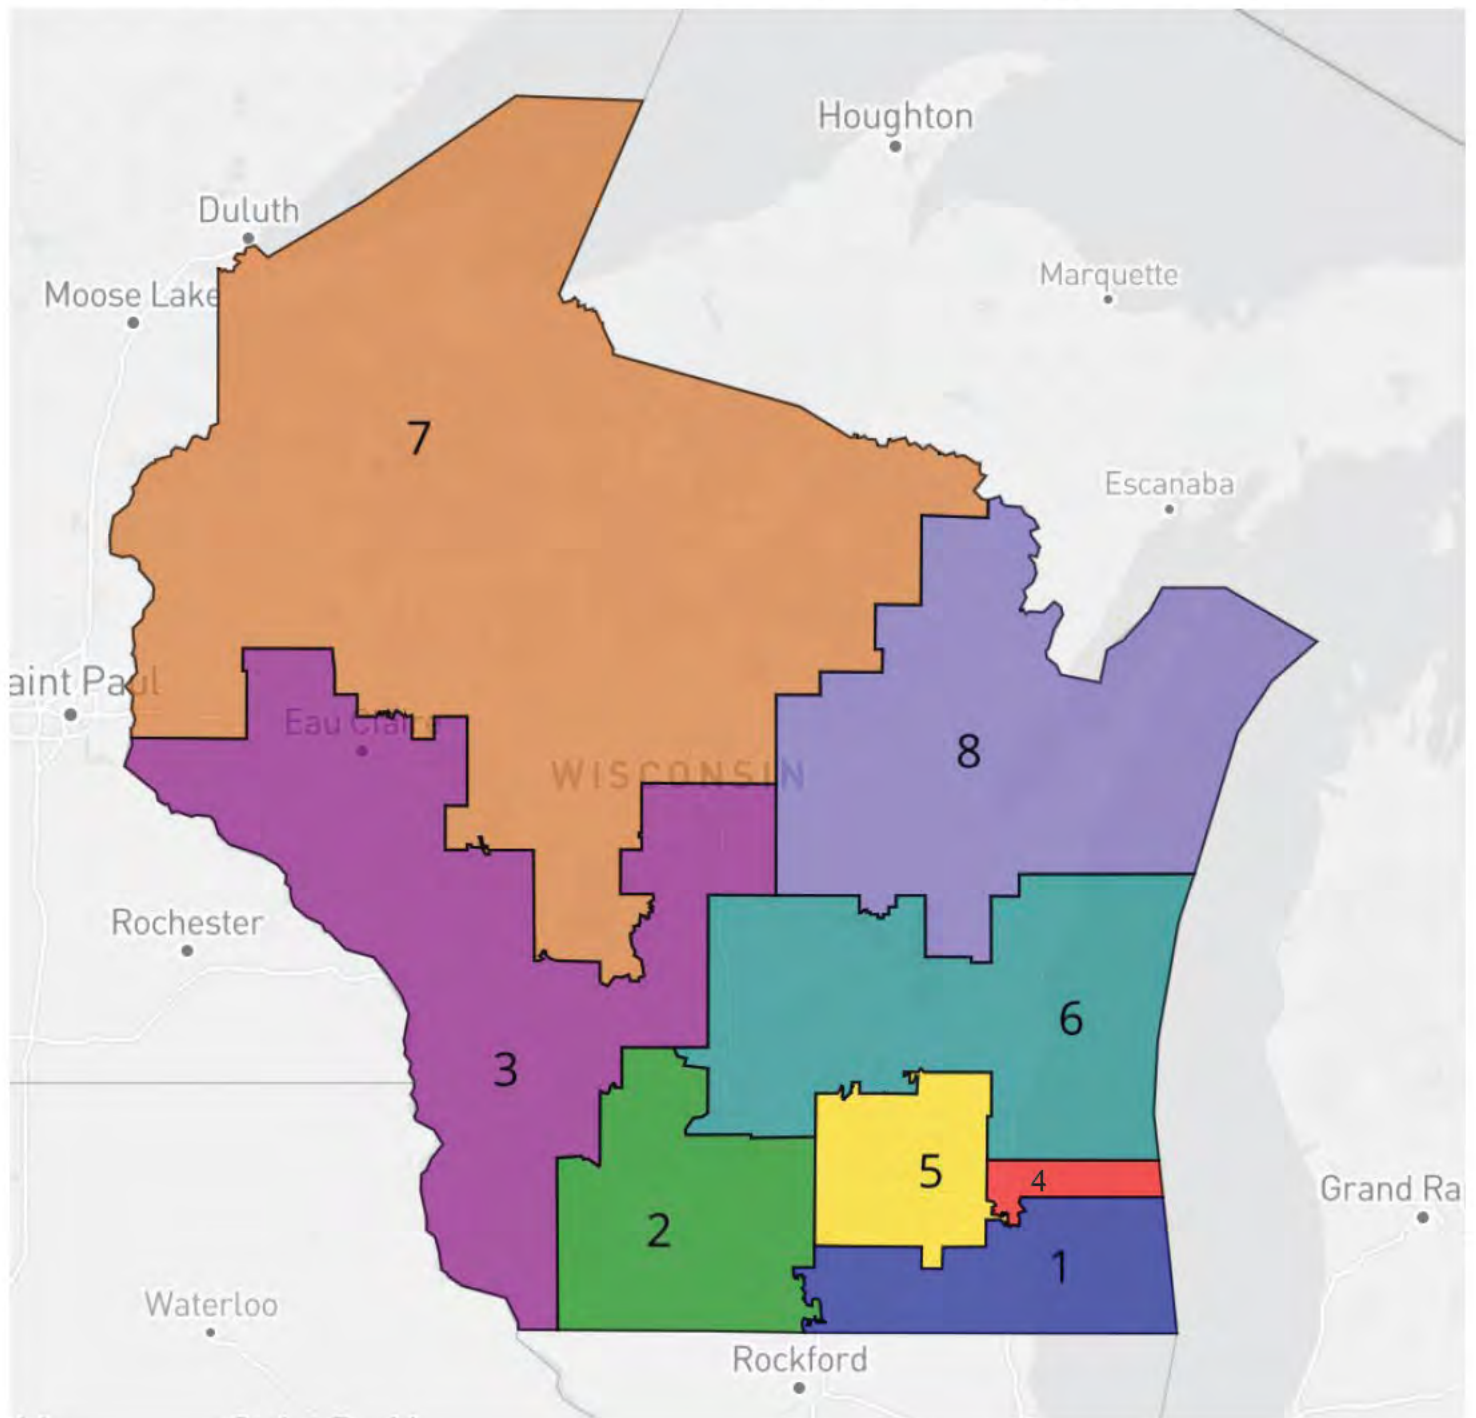 Houghton
Duluth
Marquette
Moose Lake
7
Escanaba
aint Paul
Eau Claire
8
WISCONSIN
Rochester
6
3
5
4
Grand Ra
2
1
Waterloo
Rockford